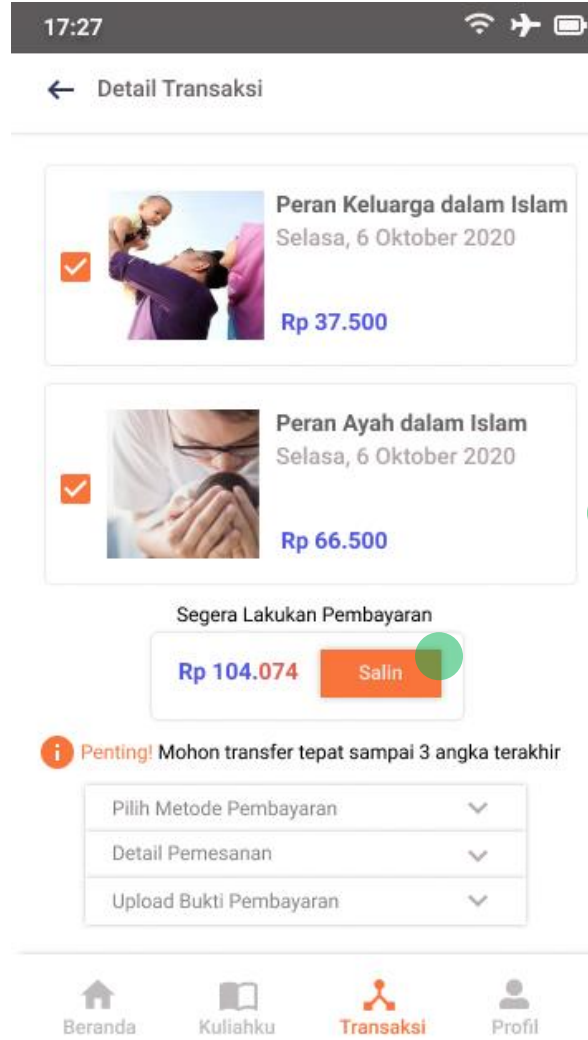 17:27
Detail Transaksi
Peran Keluarga dalam Islam
Selasa, 6 Oktober 2020
Rp 37.500
Peran Ayah dalam Islam
Selasa, 6 Oktober 2020
Rp 66.500
Segera Lakukan Pembayaran
Rp 104.074 Salin
i Penting! Mohon transfer tepat sampai 3 angka terakhir
Pilih Metode Pembayaran
Detail Pemesanan
Upload Bukti Pembayaran
Beranda Kuliahku Transaksi Profil